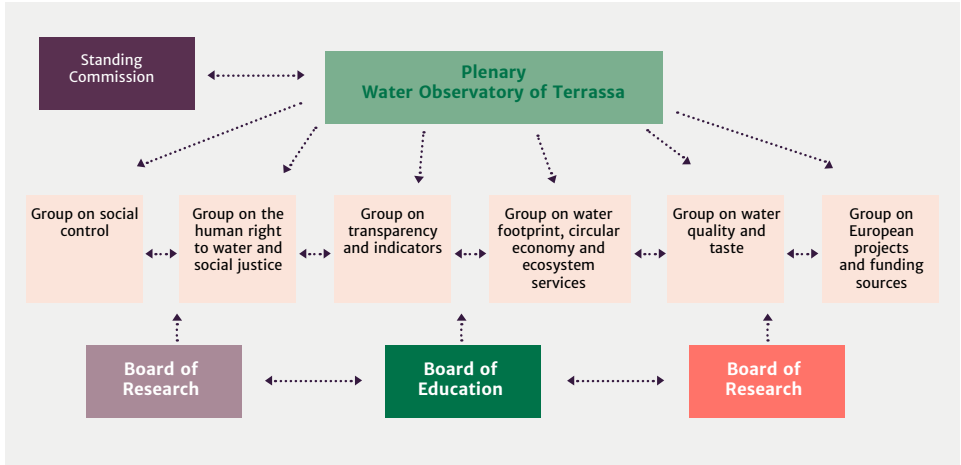 Standing
Commission
Plenary
Water Observatory of Terrassa
Group on social
control
Group on the
human right
to water and
social justice
Group on
transparency
and indicators
Group on water
footprint, circular
economy and
ecosystem
services
Group on water
quality and
taste
Group on
European
projects
and funding
sources
Board of
Research
Board of
Education
Board of
Research